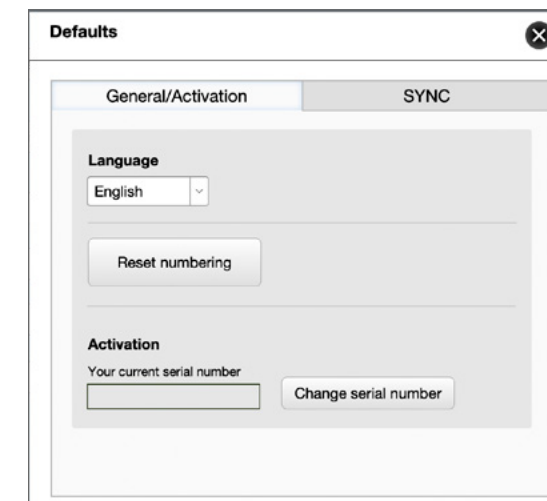 Defaults
General/Activation SYNC
Language
English
Reset numbering
Activation
Your current serial number
Change serial number